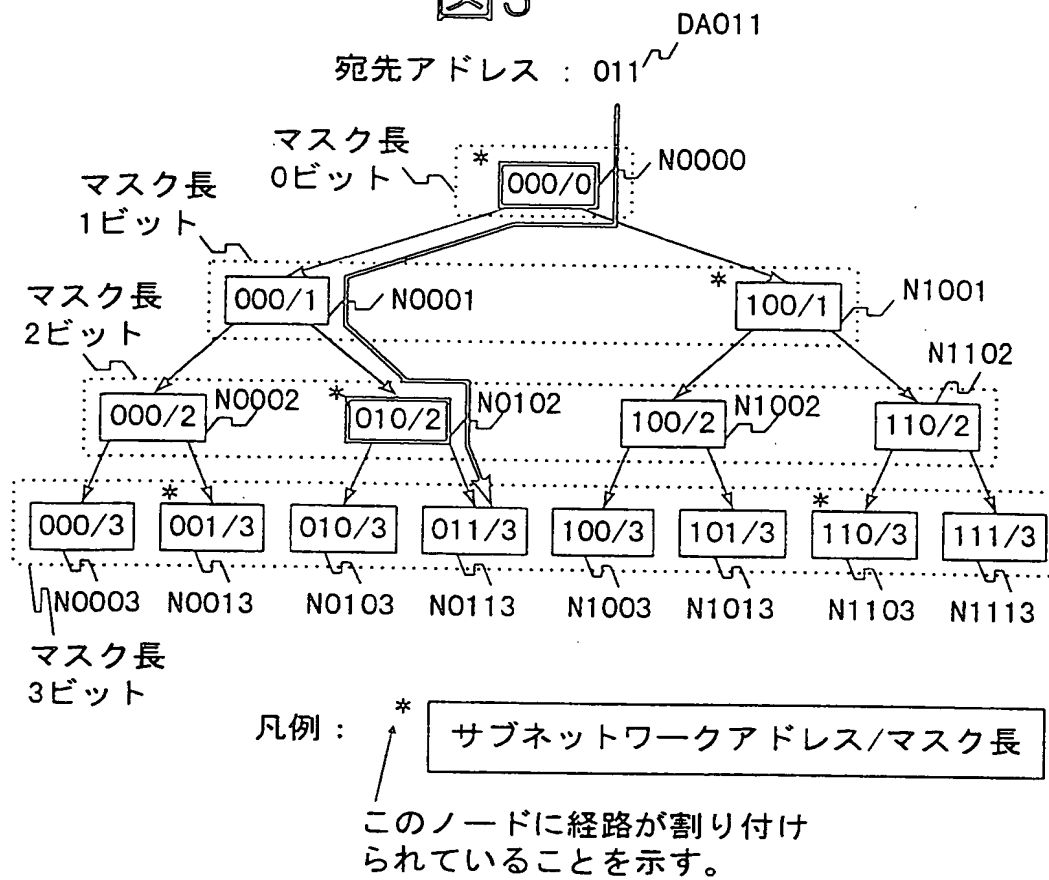 図3
DA011
宛先アドレス : 011
マスク長
0ビット
*
000/0
N0000
マスク長
1ビット
000/1
N0001
*
100/1
N1001
マスク長
2ビット
000/2
N0002
*
010/2
N0102
100/2
N1002
110/2
N1102
000/3
*
001/3
010/3
011/3
100/3
101/3
*
110/3
111/3
N0003
N0013
N0103
N0113
N1003
N1013
N1103
N1113
マスク長
3ビット
凡例 :
*
サブネットワークアドレス/マスク長
このノードに経路が割り付け
られていることを示す。